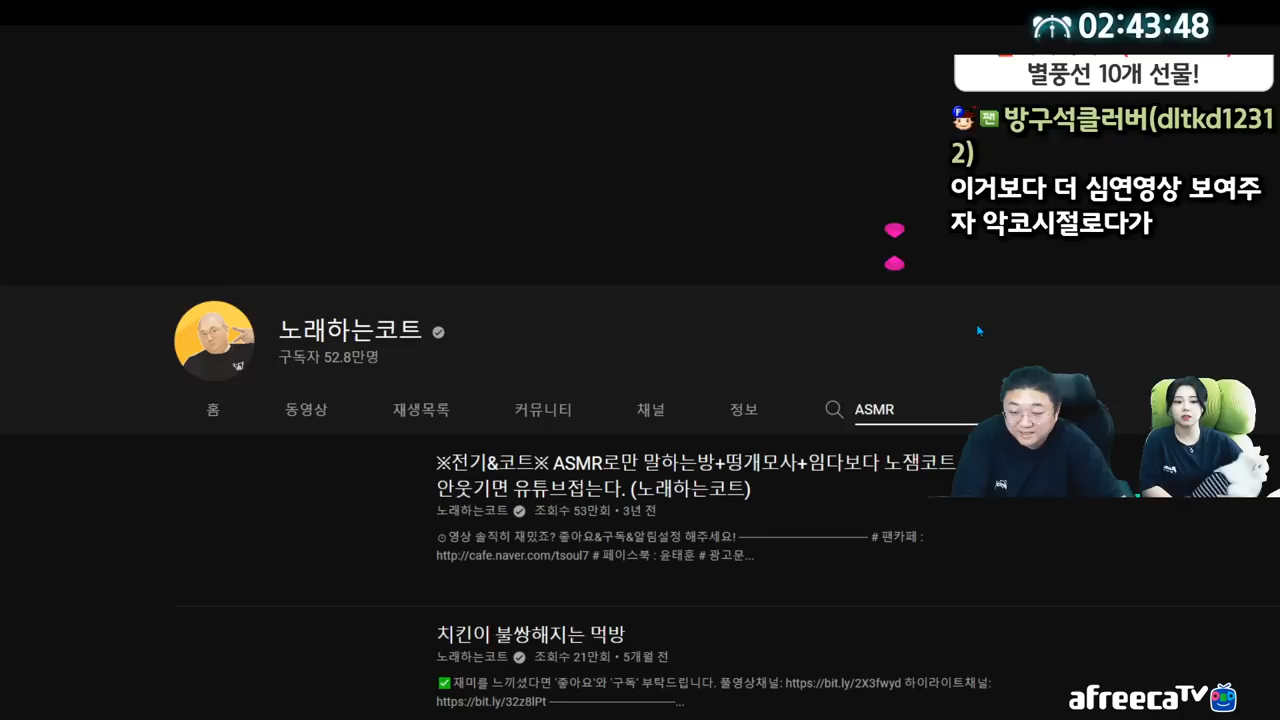 02:43:48
별풍선 10개 선물!
팬 방구석클러버(dltkd1231
2)
이거보다 더 심연영상 보여주
자 악코시절로다가
노래하는코트
구독자 52.8만명
홈 동영상 재생목록 커뮤니티 채널 정보 ASMR
※전기&코트※ ASMR로만 말하는방+떵개모사+임다보다 노잼코트
안웃기면 유튜브접는다. (노래하는코트)
노래하는코트 조회수 53만회 • 3년 전
⊙영상 솔직히 재밌죠? 좋아요&구독&알림설정 해주세요! ────────────── # 팬카페 :
http://cafe.naver.com/tsoul7 # 페이스북 : 윤태훈 # 광고문...
치킨이 불쌍해지는 먹방
노래하는코트 조회수 21만회 • 5개월 전
✅재미를 느끼셨다면 '좋아요'와 '구독' 부탁드립니다. 풀영상채널: https://bit.ly/2X3fwyd 하이라이트채널:
https://bit.ly/32z8lPt ──────────────...
afreecaTV